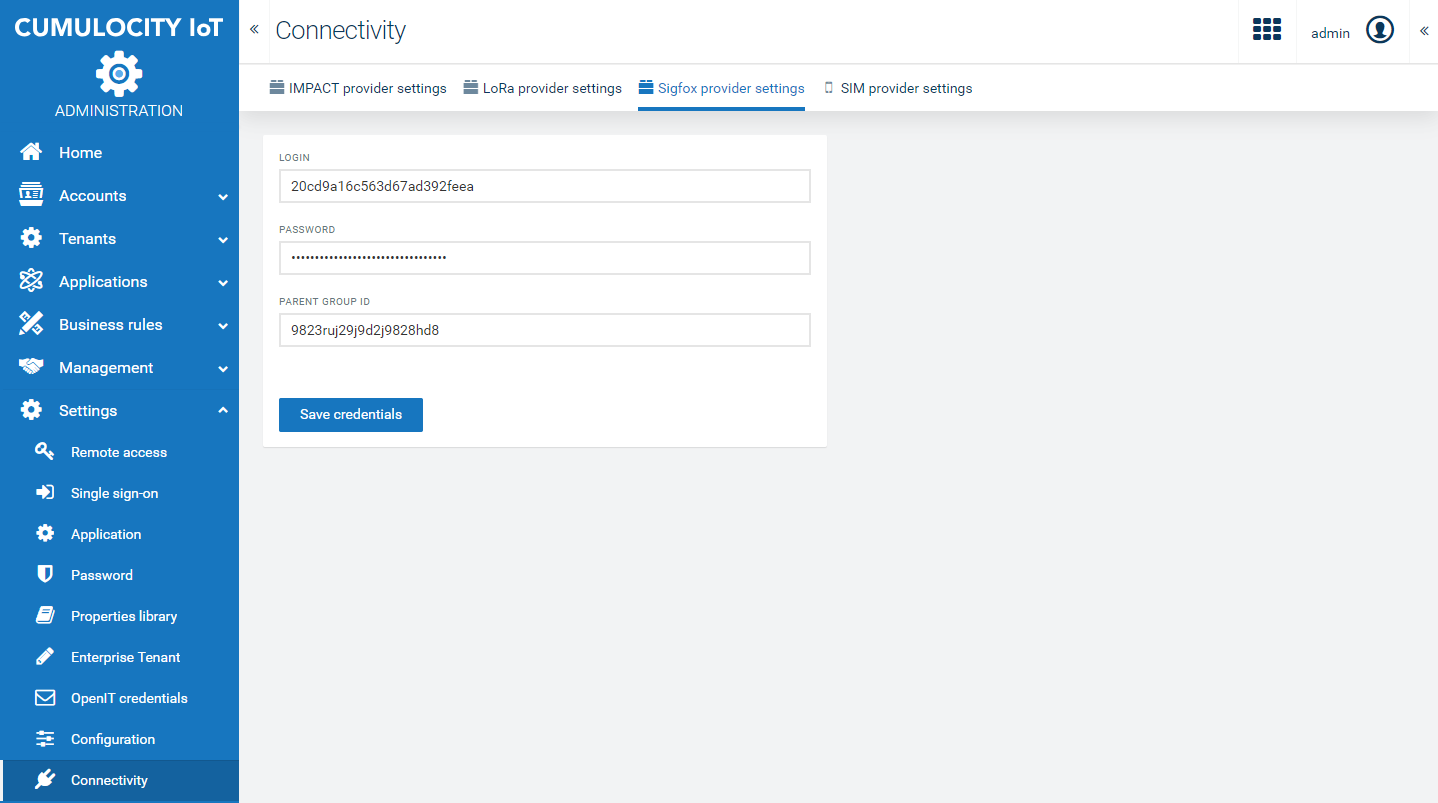 CUMULOCITY IoT
ADMINISTRATION
Home
Accounts
Tenants
Applications
Business rules
Management
Settings
Remote access
Single sign-on
Application
Password
Properties library
Enterprise Tenant
OpenIT credentials
Configuration
Connectivity
« Connectivity
admin «
IMPACT provider settings LoRa provider settings Sigfox provider settings SIM provider settings
LOGIN
20cd9a16c563d67ad392feea
PASSWORD
••••••••••••••••••••••••••••••••
PARENT GROUP ID
9823ruj29j9d2j9828hd8
Save credentials